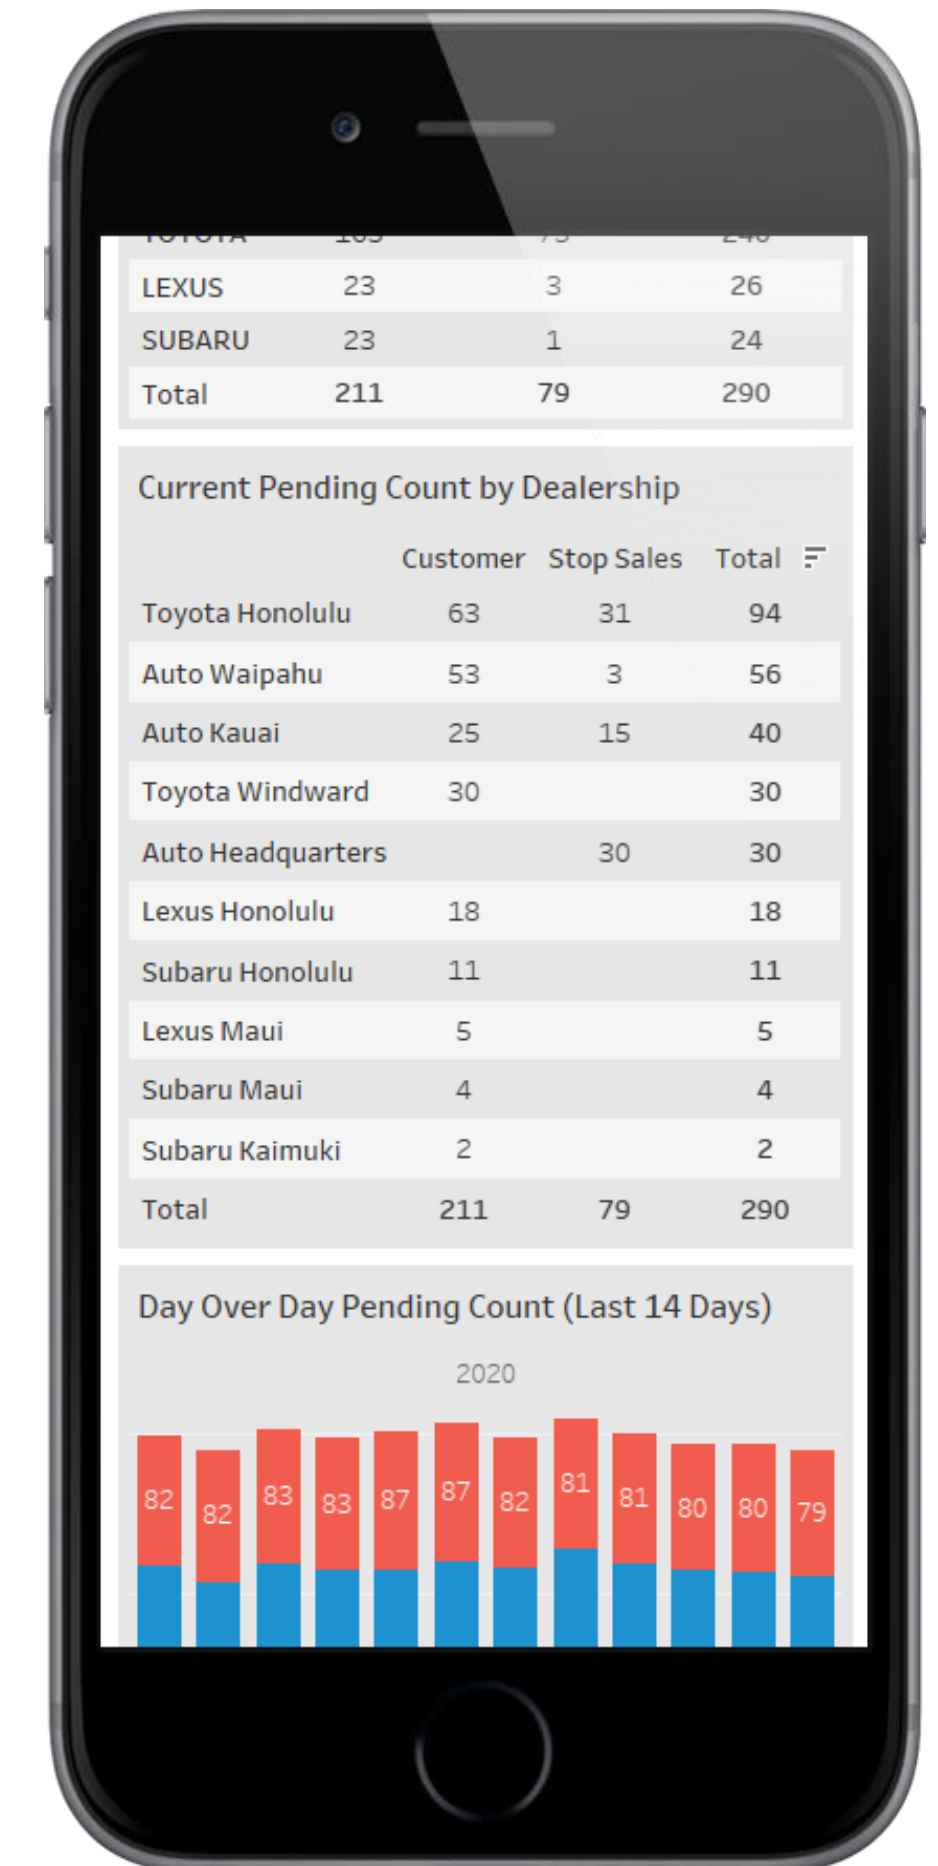 TOYOTA 165 75 240
LEXUS 23 3 26
SUBARU 23 1 24
Total 211 79 290
Current Pending Count by Dealership
Customer Stop Sales Total
Toyota Honolulu 63 31 94
Auto Waipahu 53 3 56
Auto Kauai 25 15 40
Toyota Windward 30 30
Auto Headquarters 30 30
Lexus Honolulu 18 18
Subaru Honolulu 11 11
Lexus Maui 5 5
Subaru Maui 4 4
Subaru Kaimuki 2 2
Total 211 79 290
Day Over Day Pending Count (Last 14 Days)
2020
82 82 83 83 87 87 82 81 81 80 80 79